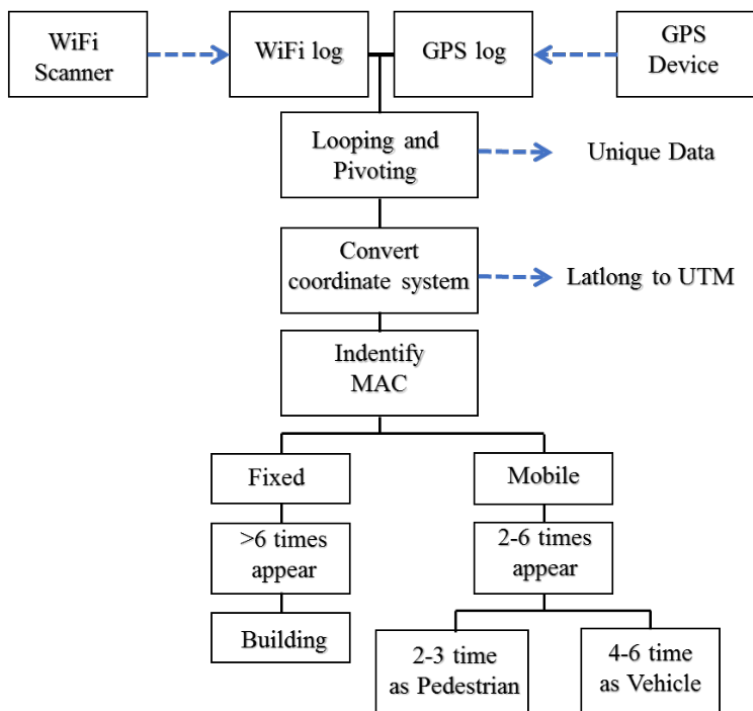 WiFi
Scanner
WiFi log
GPS log
GPS
Device
Looping and
Pivoting
Unique Data
Convert
coordinate system
Latlong to UTM
Indentify
MAC
Fixed
Mobile
>6 times
appear
2-6 times
appear
Building
2-3 time
as Pedestrian
4-6 time
as Vehicle